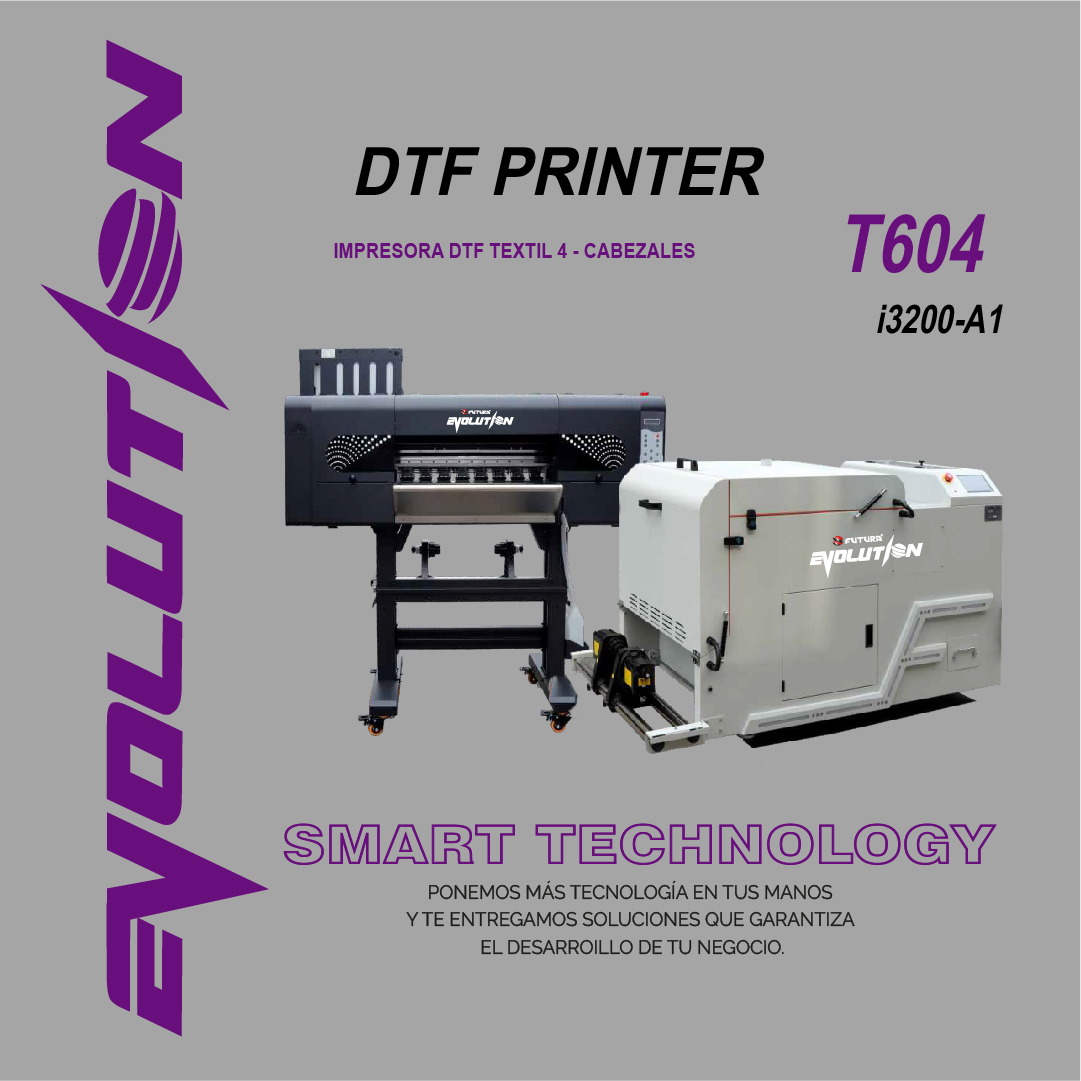 EVOLUTION
DTF PRINTER
IMPRESORA DTF TEXTIL 4 - CABEZALES
T604
i3200-A1
FUTURA
EVOLUTION
FUTURA
EVOLUTION
SMART TECHNOLOGY
PONEMOS MÁS TECNOLOGÍA EN TUS MANOS
Y TE ENTREGAMOS SOLUCIONES QUE GARANTIZA
EL DESARROILLO DE TU NEGOCIO.